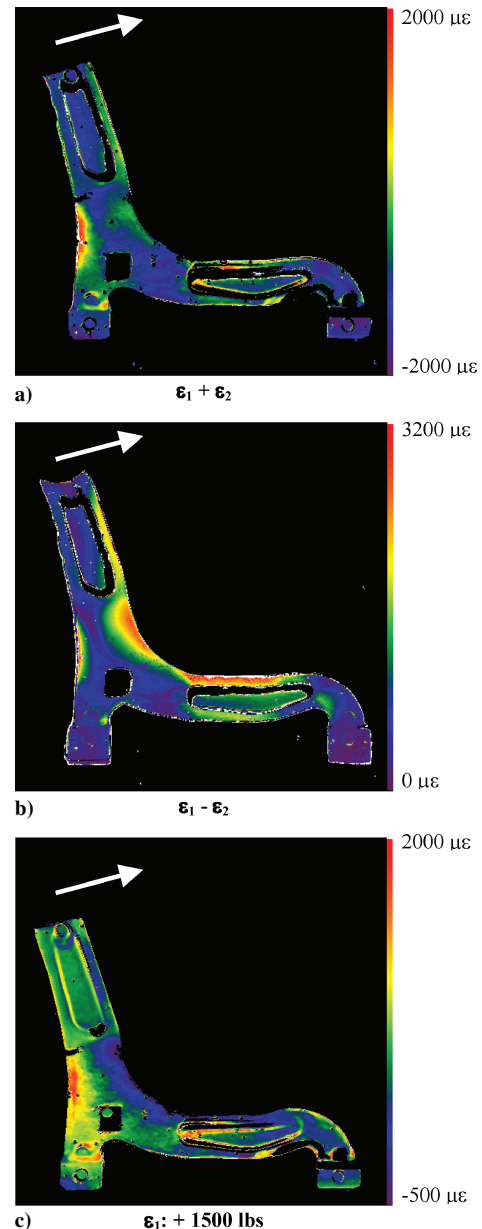 2000 με
-2000 με
a) ε₁ + ε₂
3200 με
0 με
b) ε₁ - ε₂
2000 με
-500 με
c) ε₁: + 1500 lbs